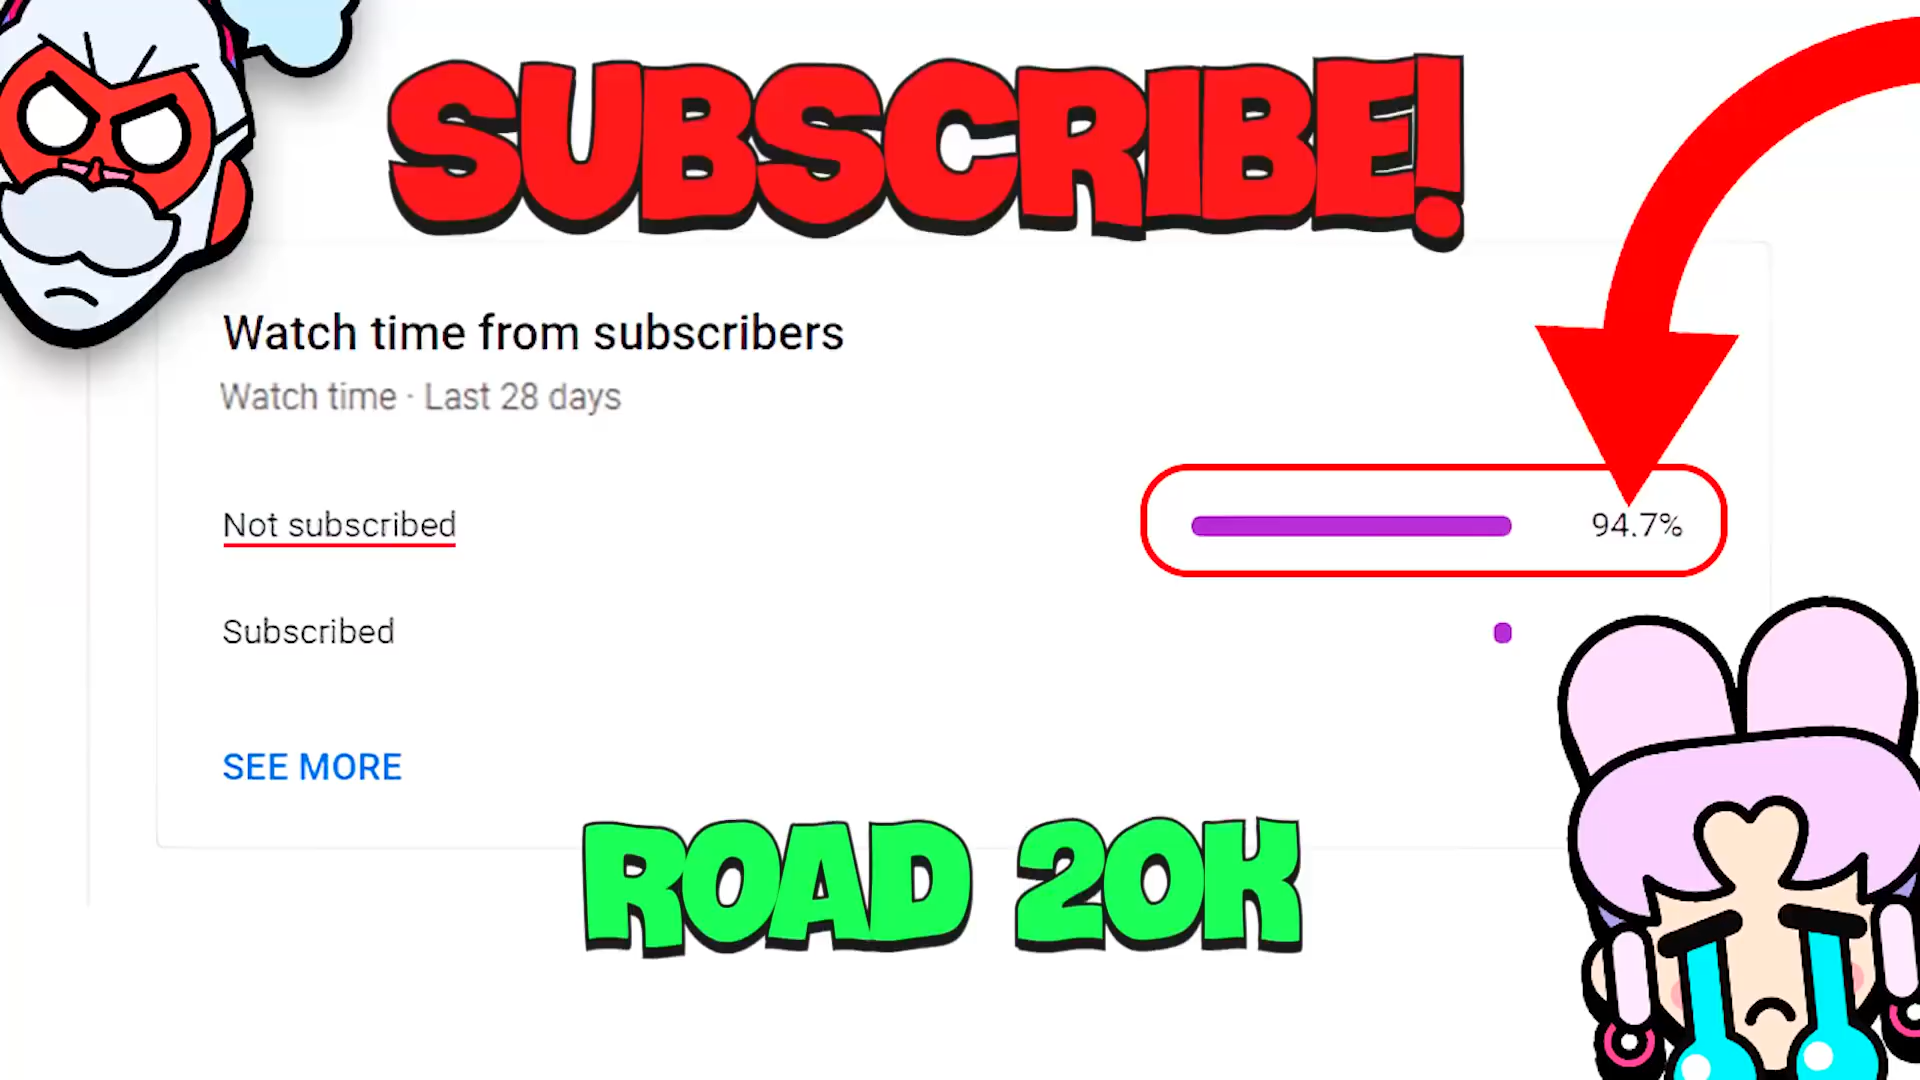 SUBSCRIBE!
Watch time from subscribers
Watch time · Last 28 days
Not subscribed 94.7%
Subscribed
SEE MORE
ROAD 20K